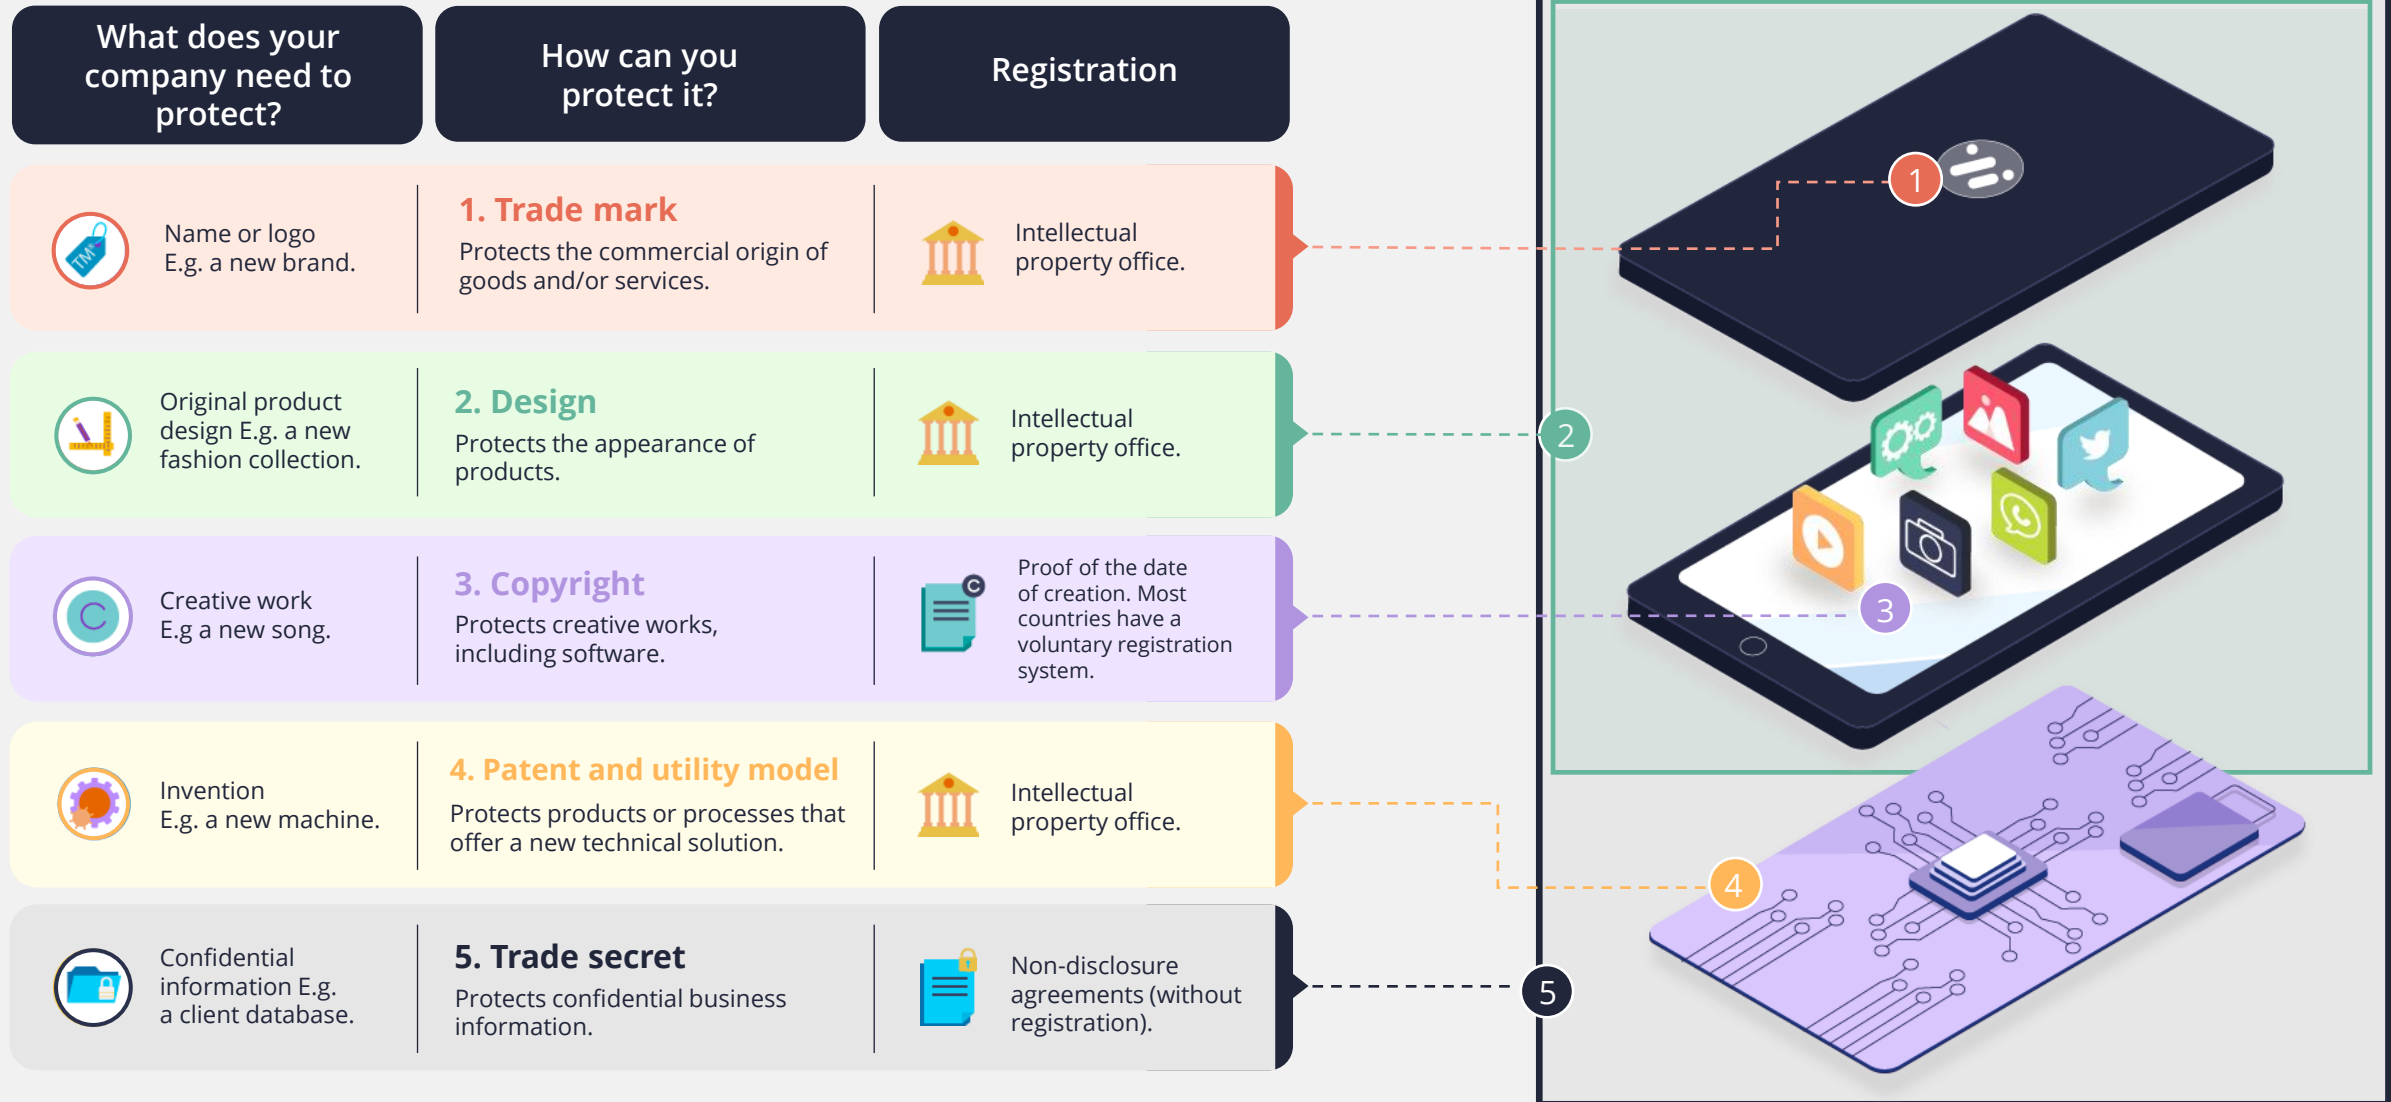 What does your
company need to
protect?
How can you
protect it?
Registration
TM
Name or logo
E.g. a new brand.
1. Trade mark
Protects the commercial origin of
goods and/or services.
Intellectual
property office.
1
Original product
design E.g. a new
fashion collection.
2. Design
Protects the appearance of
products.
Intellectual
property office.
2
C
Creative work
E.g a new song.
3. Copyright
Protects creative works,
including software.
C
Proof of the date
of creation. Most
countries have a
voluntary registration
system.
3
Invention
E.g. a new machine.
4. Patent and utility model
Protects products or processes that
offer a new technical solution.
Intellectual
property office.
4
Confidential
information E.g.
a client database.
5. Trade secret
Protects confidential business
information.
Non-disclosure
agreements (without
registration).
5